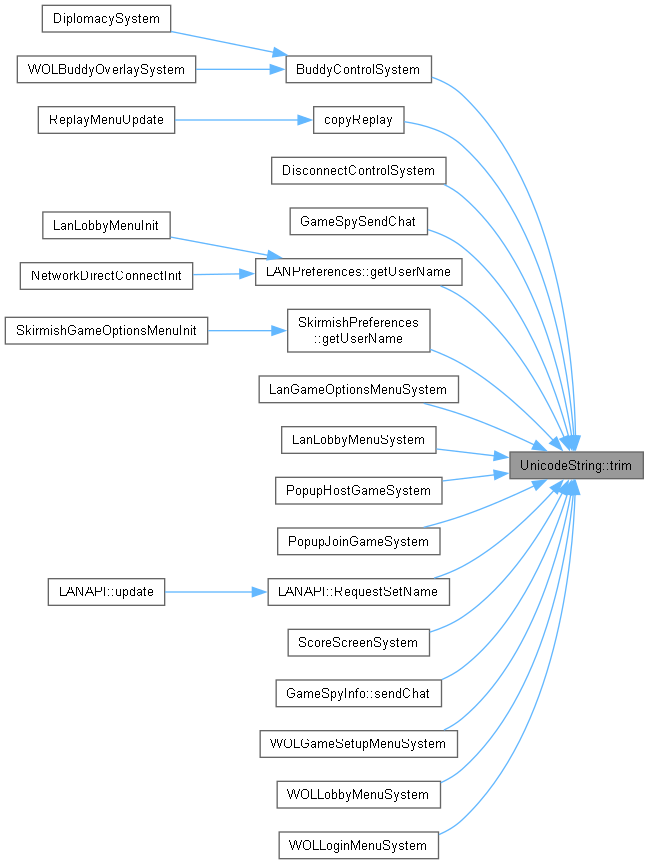 DiplomacySystem
WOLBuddyOverlaySystem
BuddyControlSystem
ReplayMenuUpdate
copyReplay
DisconnectControlSystem
GameSpySendChat
LanLobbyMenuInit
LANPreferences::getUserName
NetworkDirectConnectInit
SkirmishGameOptionsMenuInit
SkirmishPreferences
::getUserName
LanGameOptionsMenuSystem
LanLobbyMenuSystem
UnicodeString::trim
PopupHostGameSystem
PopupJoinGameSystem
LANAPI::update
LANAPI::RequestSetName
ScoreScreenSystem
GameSpyInfo::sendChat
WOLGameSetupMenuSystem
WOLLobbyMenuSystem
WOLLoginMenuSystem